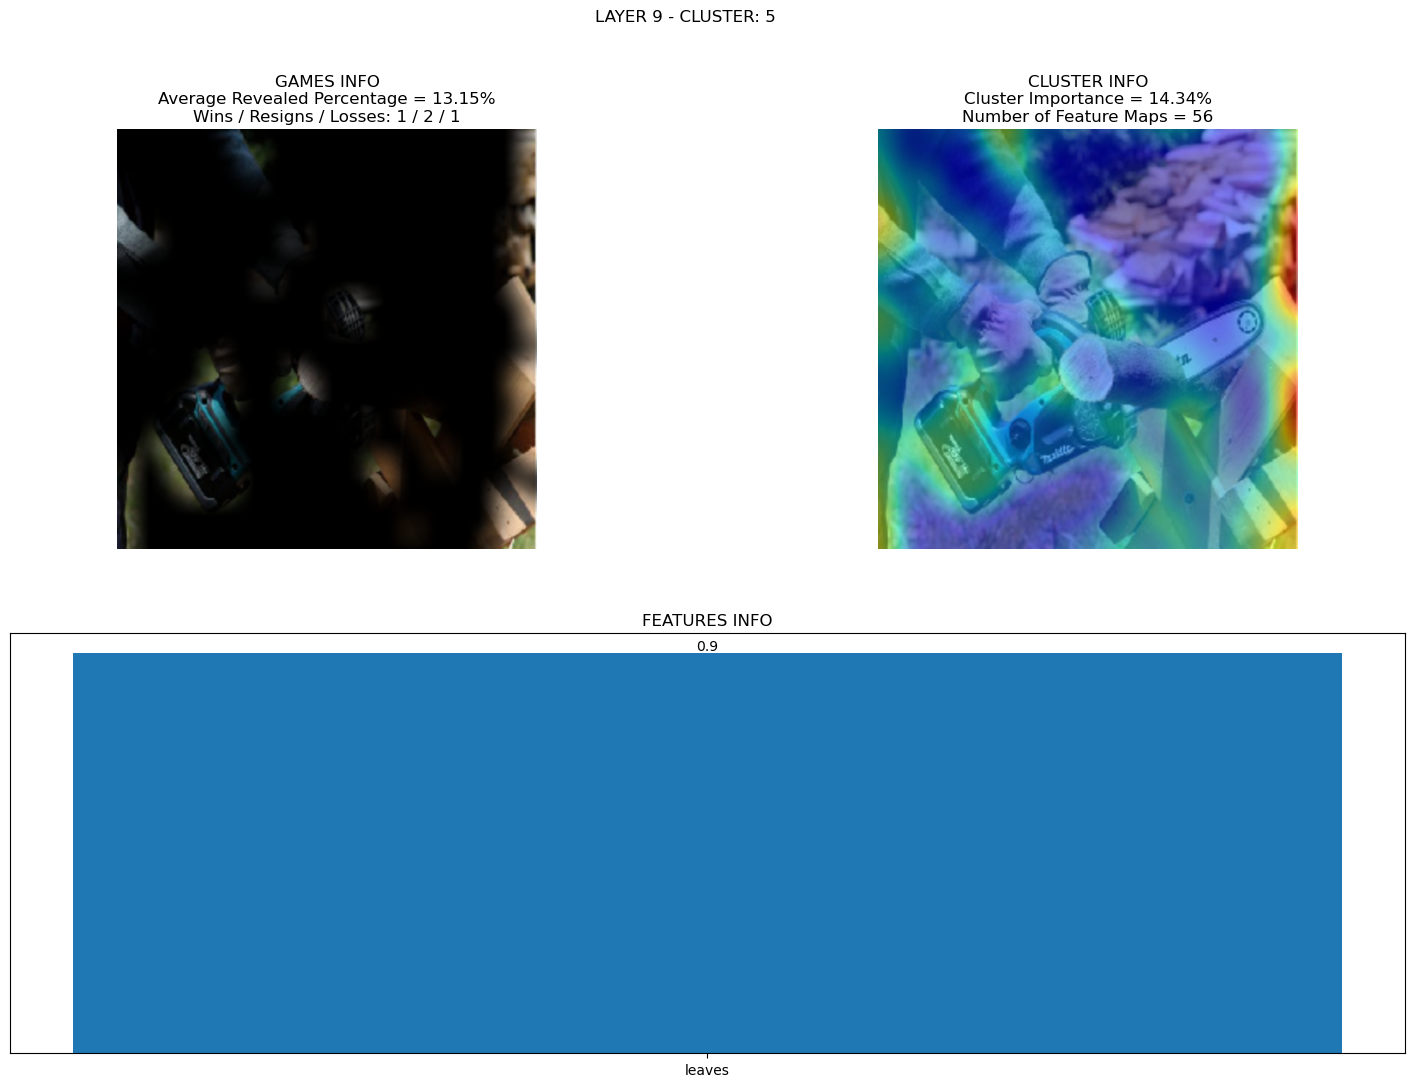 LAYER 9 - CLUSTER: 5
GAMES INFO
Average Revealed Percentage = 13.15%
Wins / Resigns / Losses: 1 / 2 / 1
CLUSTER INFO
Cluster Importance = 14.34%
Number of Feature Maps = 56
makita
FEATURES INFO
0.9
leaves